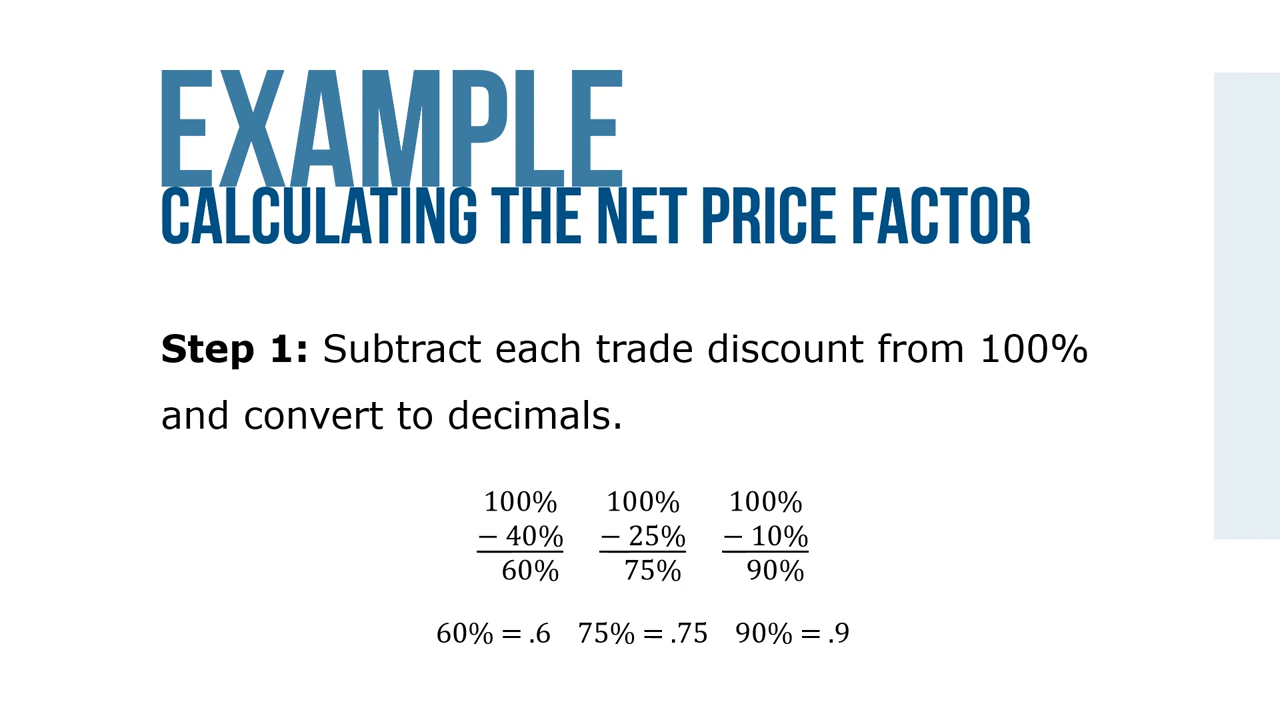 EXAMPLE
CALCULATING THE NET PRICE FACTOR
Step 1: Subtract each trade discount from 100%
and convert to decimals.
100% 100% 100%
− 40% − 25% − 10%
60% 75% 90%
60% = .6 75% = .75 90% = .9